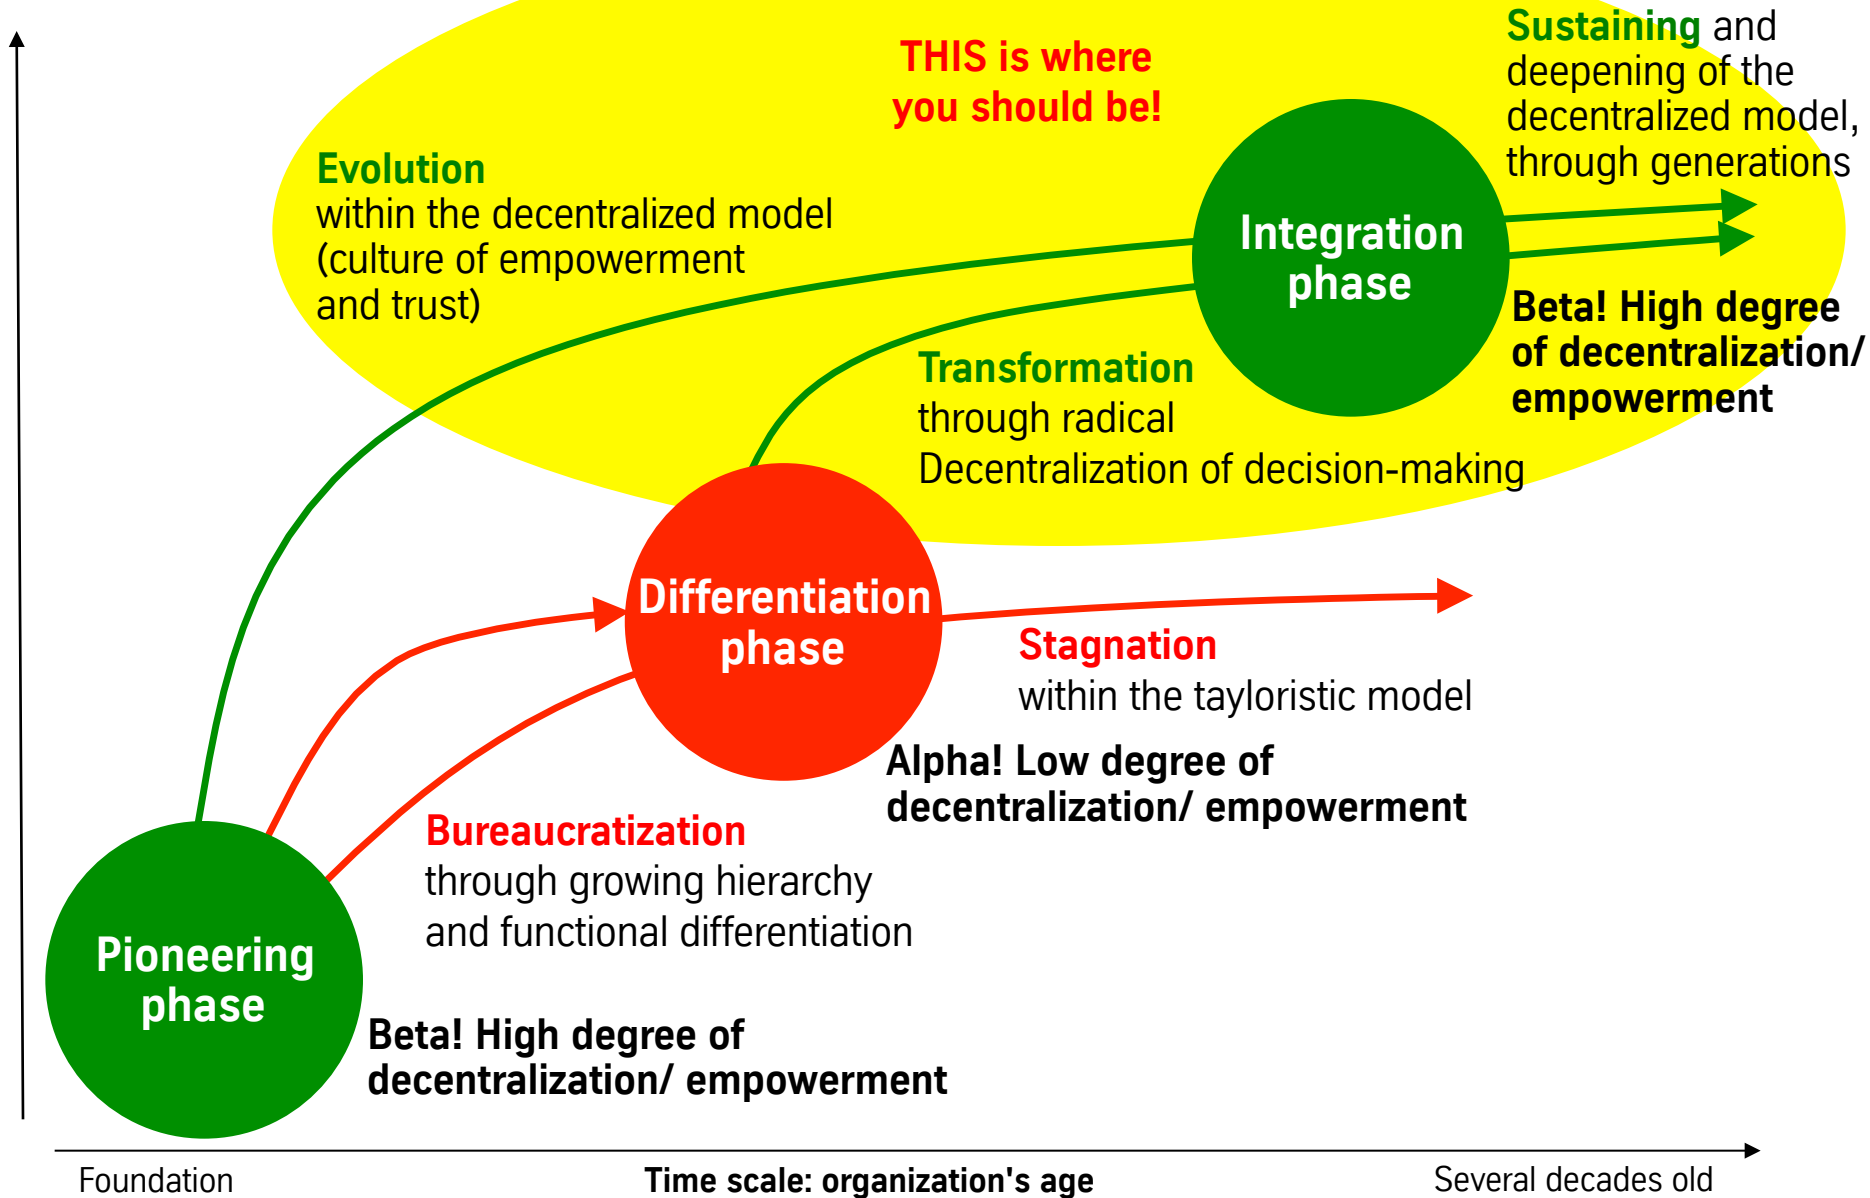 THIS is where
you should be!
Sustaining and
deepening of the
decentralized model,
through generations
Evolution
within the decentralized model
(culture of empowerment
and trust)
Integration
phase
Beta! High degree
of decentralization/
empowerment
Transformation
through radical
Decentralization of decision-making
Differentiation
phase
Stagnation
within the tayloristic model
Alpha! Low degree of
decentralization/ empowerment
Bureaucratization
through growing hierarchy
and functional differentiation
Pioneering
phase
Beta! High degree of
decentralization/ empowerment
Foundation
Time scale: organization's age
Several decades old